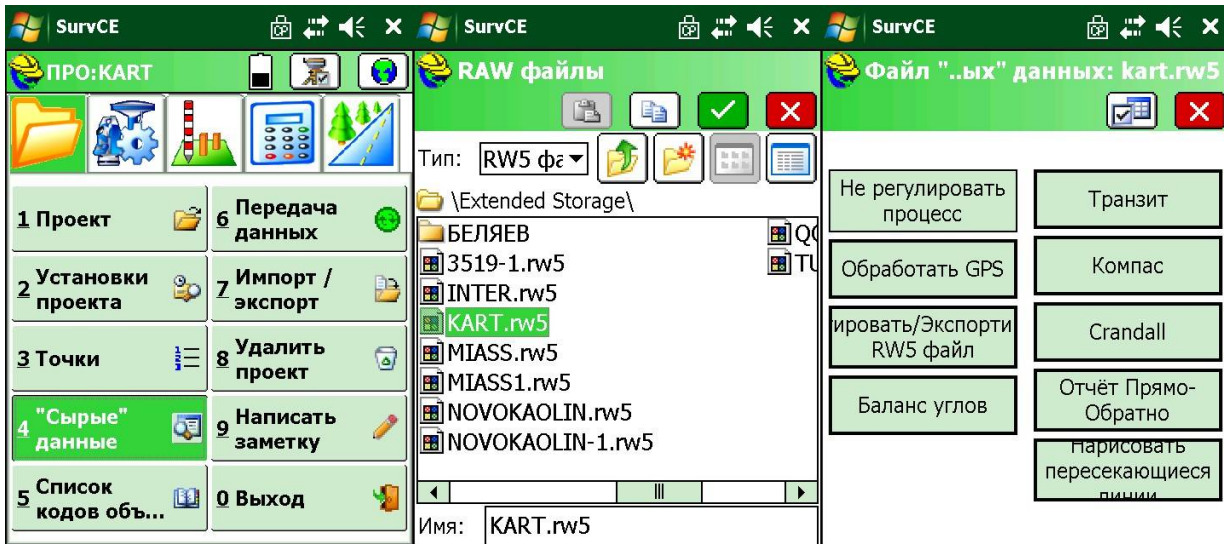 SurvCE
ПРО:KART
1 Проект
6 Передача
данных
2 Установки
проекта
7 Импорт /
экспорт
3 Точки
8 Удалить
проект
4 "Сырые"
данные
9 Написать
заметку
5 Список
кодов объ...
0 Выход
SurvCE
RAW файлы
Тип: RW5 фа
\Extended Storage\
БЕЛЯЕВ
3519-1.rw5
INTER.rw5
KART.rw5
MIASS.rw5
MIASS1.rw5
NOVOKAOLIN.rw5
NOVOKAOLIN-1.rw5
Имя: KART.rw5
SurvCE
Файл "..ых" данных: kart.rw5
Не регулировать
процесс
Транзит
Обработать GPS
Компас
ировать/Экспорти
RW5 файл
Crandall
Баланс углов
Отчёт Прямо-
Обратно
Нарисовать
пересекающиеся
линии